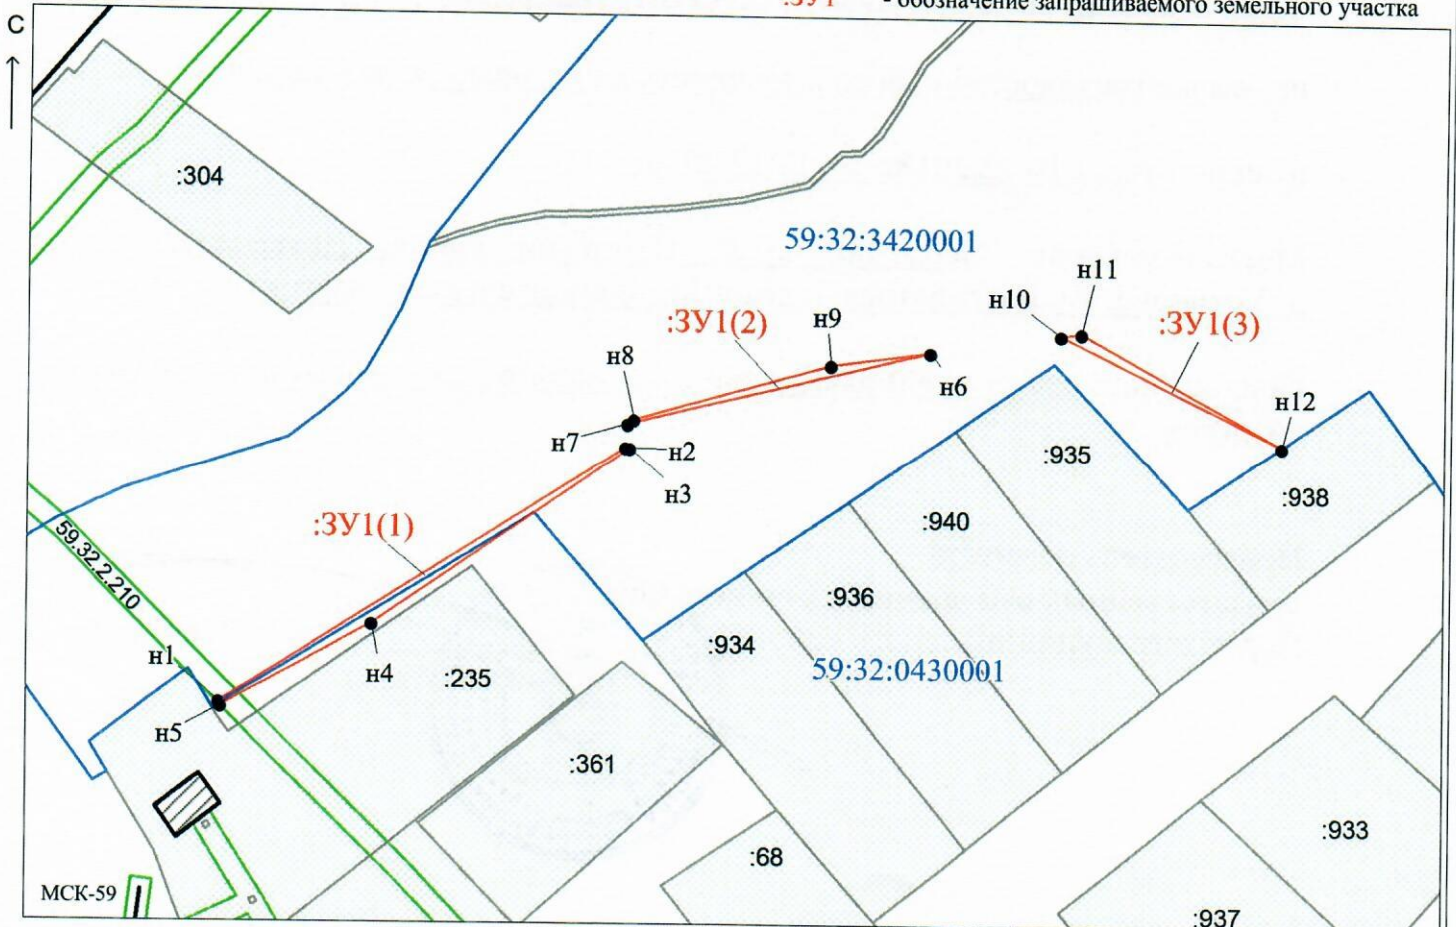 :ЗУ1 - обозначение запрашиваемого земельного участка
С
:304
59:32:3420001
н11
н10
:ЗУ1(3)
:ЗУ1(2)
н9
н8
н6
н12
н7
н2
:935
н3
:938
:ЗУ1(1)
:940
59.32.2.210
:936
:934
н1
59:32:0430001
н4
:235
н5
:361
:933
:68
МСК-59
:937